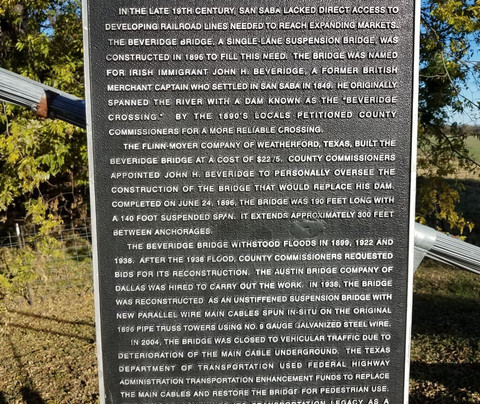 IN THE LATE 19TH CENTURY, SAN SABA LACKED DIRECT ACCESS TO
DEVELOPING RAILROAD LINES NEEDED TO REACH EXPANDING MARKETS.
THE BEVERIDGE BRIDGE, A SINGLE-LANE SUSPENSION BRIDGE, WAS
CONSTRUCTED IN 1896 TO FILL THIS NEED. THE BRIDGE WAS NAMED
FOR IRISH IMMIGRANT JOHN H. BEVERIDGE, A FORMER BRITISH
MERCHANT CAPTAIN WHO SETTLED IN SAN SABA IN 1849. HE ORIGINALLY
SPANNED THE RIVER WITH A DAM KNOWN AS THE "BEVERIDGE
CROSSING." BY THE 1890'S LOCALS PETITIONED COUNTY
COMMISSIONERS FOR A MORE RELIABLE CROSSING.
THE FLINN-MOYER COMPANY OF WEATHERFORD, TEXAS, BUILT THE
BEVERIDGE BRIDGE AT A COST OF $2275. COUNTY COMMISSIONERS
APPOINTED JOHN H. BEVERIDGE TO PERSONALLY OVERSEE THE
CONSTRUCTION OF THE BRIDGE THAT WOULD REPLACE HIS DAM.
COMPLETED ON JUNE 24, 1896, THE BRIDGE WAS 190 FEET LONG WITH
A 140 FOOT SUSPENDED SPAN. IT EXTENDS APPROXIMATELY 300 FEET
BETWEEN ANCHORAGES.
THE BEVERIDGE BRIDGE WITHSTOOD FLOODS IN 1899, 1922 AND
1938. AFTER THE 1938 FLOOD, COUNTY COMMISSIONERS REQUESTED
BIDS FOR ITS RECONSTRUCTION. THE AUSTIN BRIDGE COMPANY OF
DALLAS WAS HIRED TO CARRY OUT THE WORK. IN 1938, THE BRIDGE
WAS RECONSTRUCTED AS AN UNSTIFFENED SUSPENSION BRIDGE WITH
NEW PARALLEL WIRE MAIN CABLES SPUN IN-SITU ON THE ORIGINAL
1896 PIPE TRUSS TOWERS USING NO. 9 GAUGE GALVANIZED STEEL WIRE.
IN 2004, THE BRIDGE WAS CLOSED TO VEHICULAR TRAFFIC DUE TO
DETERIORATION OF THE MAIN CABLE UNDERGROUND. THE TEXAS
DEPARTMENT OF TRANSPORTATION USED FEDERAL HIGHWAY
ADMINISTRATION TRANSPORTATION ENHANCEMENT FUNDS TO REPLACE
THE MAIN CABLES AND RESTORE THE BRIDGE FOR PEDESTRIAN USE.
TRANSPORTATION LEGACY AS A